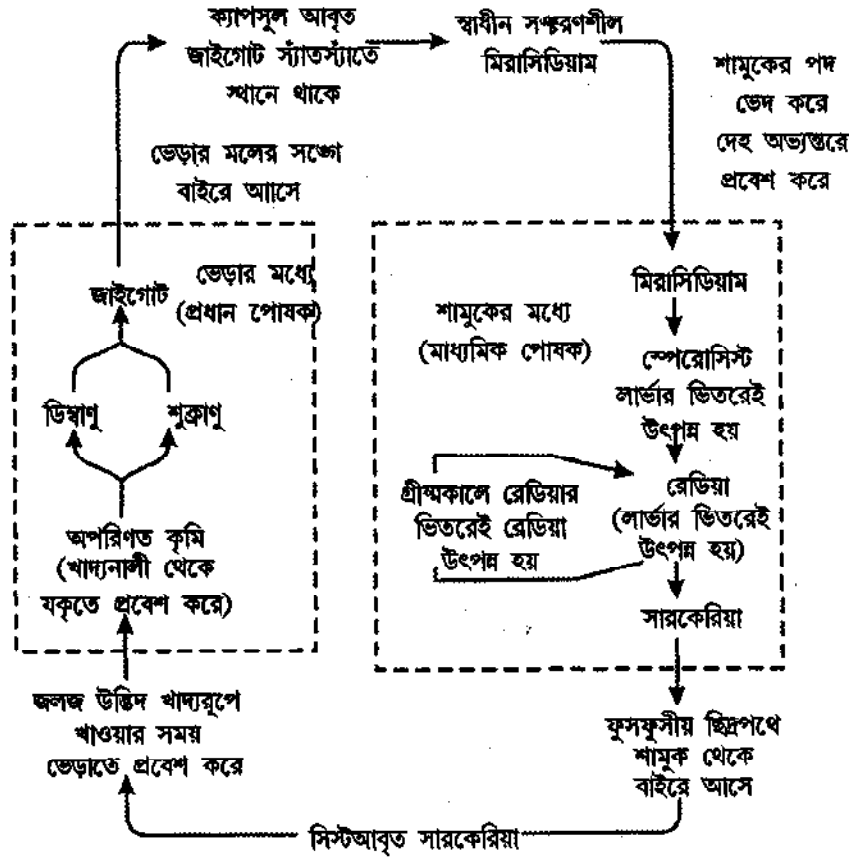 ক্যাপসুল আবৃত
জাইগোট স্যাঁতস্যাঁতে
স্থানে থাকে
স্বাধীন সন্তরণশীল
মিরাসিডিয়াম
শামুকের পদ
ভেদ করে
দেহ অভ্যন্তরে
প্রবেশ করে
ভেড়ার মলের সঙ্গে
বাইরে আসে
জাইগোট
ভেড়ার মধ্যে
(প্রধান পোষক)
ডিম্বাণু
শুক্রাণু
অপরিণত কৃমি
(খাদ্যনালী থেকে
যকৃতে প্রবেশ করে)
জলজ উদ্ভিদ খাদ্যরূপে
খাওয়ার সময়
ভেড়াতে প্রবেশ করে
শামুকের মধ্যে
(মাধ্যমিক পোষক)
মিরাসিডিয়াম
স্পোরোসিস্ট
লার্ভার ভিতরেই
উৎপন্ন হয়
গ্রীষ্মকালে রেডিয়ার
ভিতরেই রেডিয়া
উৎপন্ন হয়
রেডিয়া
(লার্ভার ভিতরেই
উৎপন্ন হয়)
সারকেরিয়া
ফুসফুসীয় ছিদ্রপথে
শামুক থেকে
বাইরে আসে
সিস্টআবৃত সারকেরিয়া